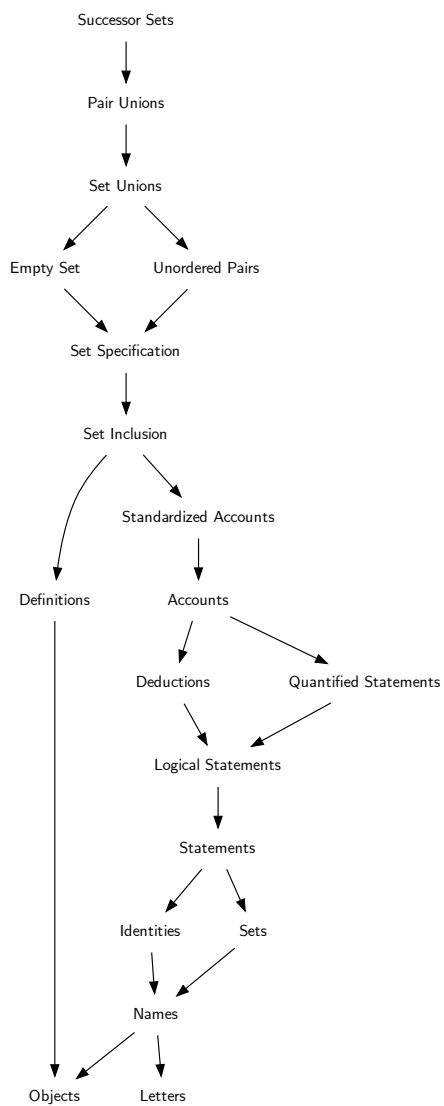 Successor Sets
Pair Unions
Set Unions
Empty Set
Unordered Pairs
Set Specification
Set Inclusion
Standardized Accounts
Definitions
Accounts
Deductions
Quantified Statements
Logical Statements
Statements
Identities
Sets
Names
Objects
Letters